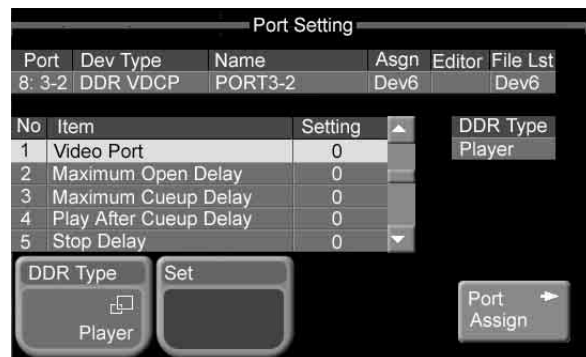 Port Setting
Port Dev Type Name Asgn Editor File Lst
8: 3-2 DDR VDCP PORT3-2 Dev6 Dev6
No Item Setting DDR Type
1 Video Port 0 Player
2 Maximum Open Delay 0
3 Maximum Cueup Delay 0
4 Play After Cueup Delay 0
5 Stop Delay 0
DDR Type Set
Player
Port
Assign